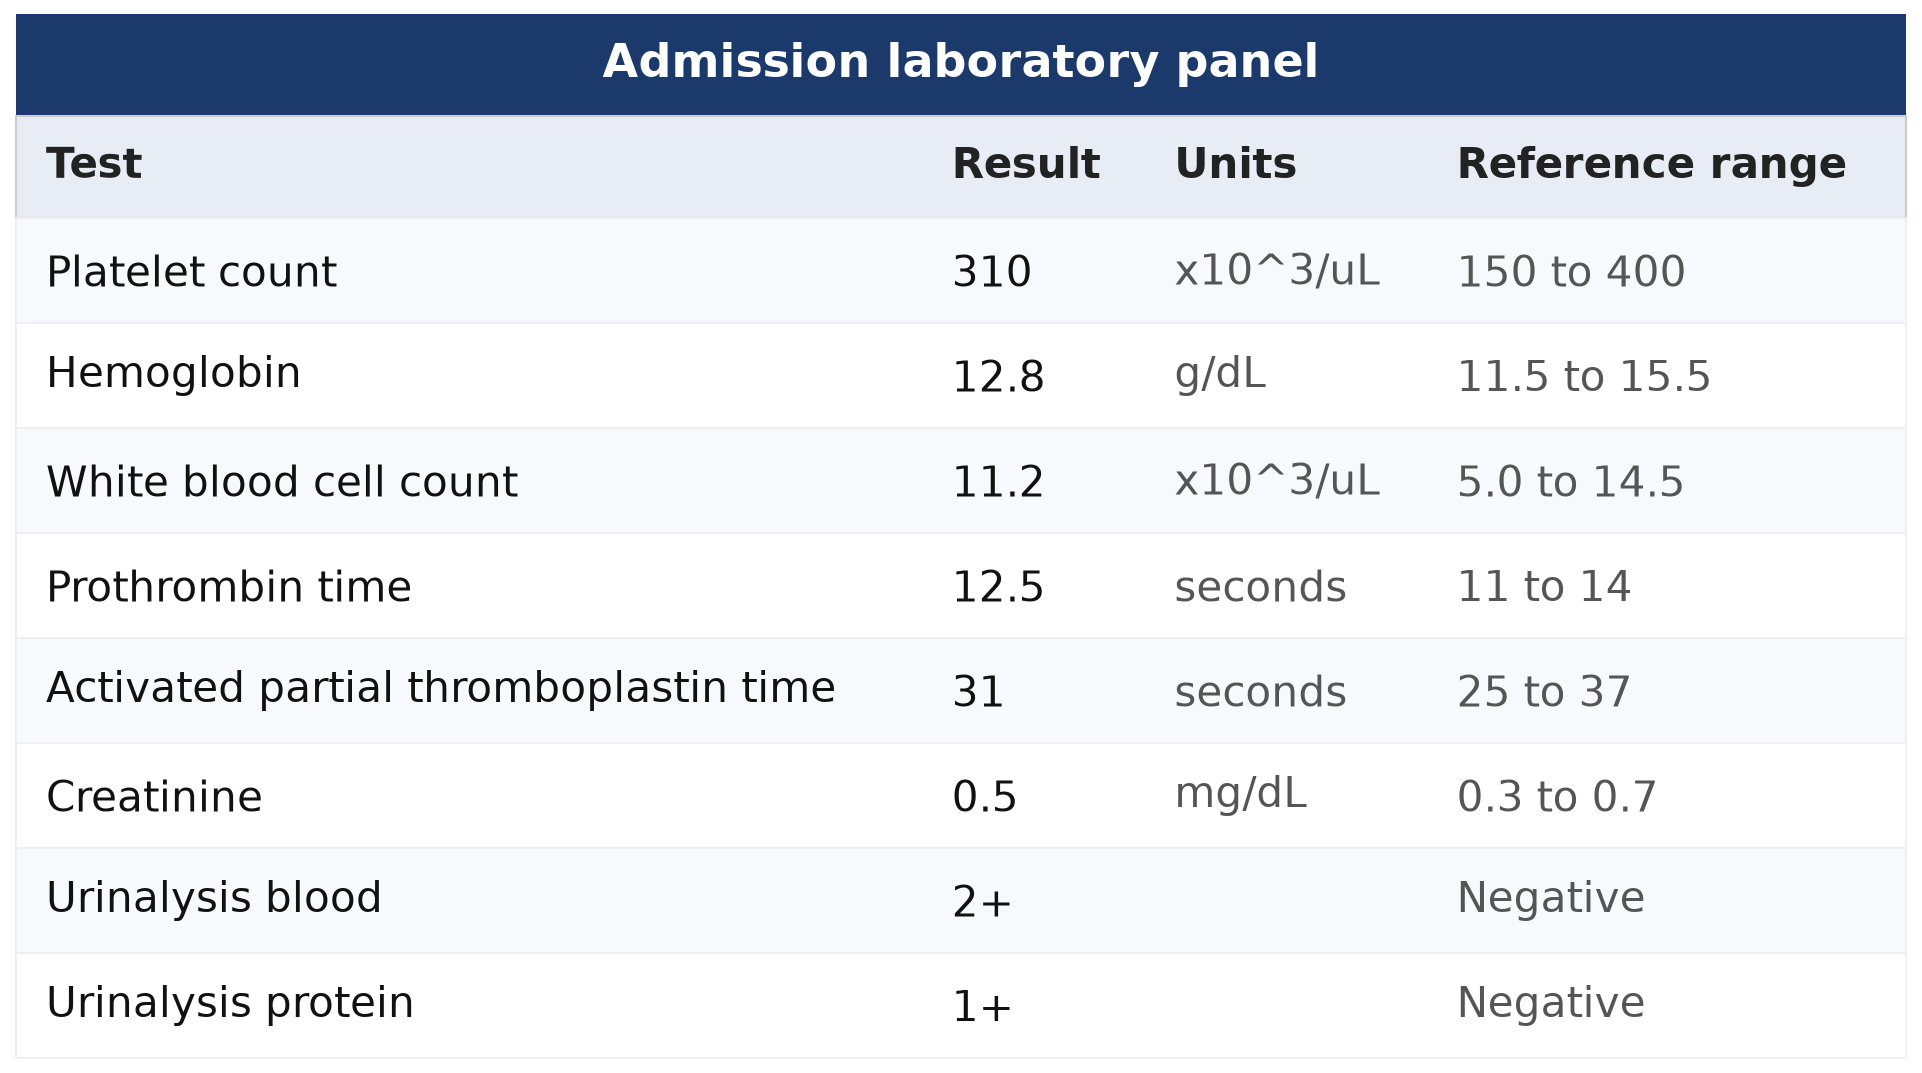 Admission laboratory panel
Test Result Units Reference range
Platelet count 310 x10^3/uL 150 to 400
Hemoglobin 12.8 g/dL 11.5 to 15.5
White blood cell count 11.2 x10^3/uL 5.0 to 14.5
Prothrombin time 12.5 seconds 11 to 14
Activated partial thromboplastin time 31 seconds 25 to 37
Creatinine 0.5 mg/dL 0.3 to 0.7
Urinalysis blood 2+ Negative
Urinalysis protein 1+ Negative